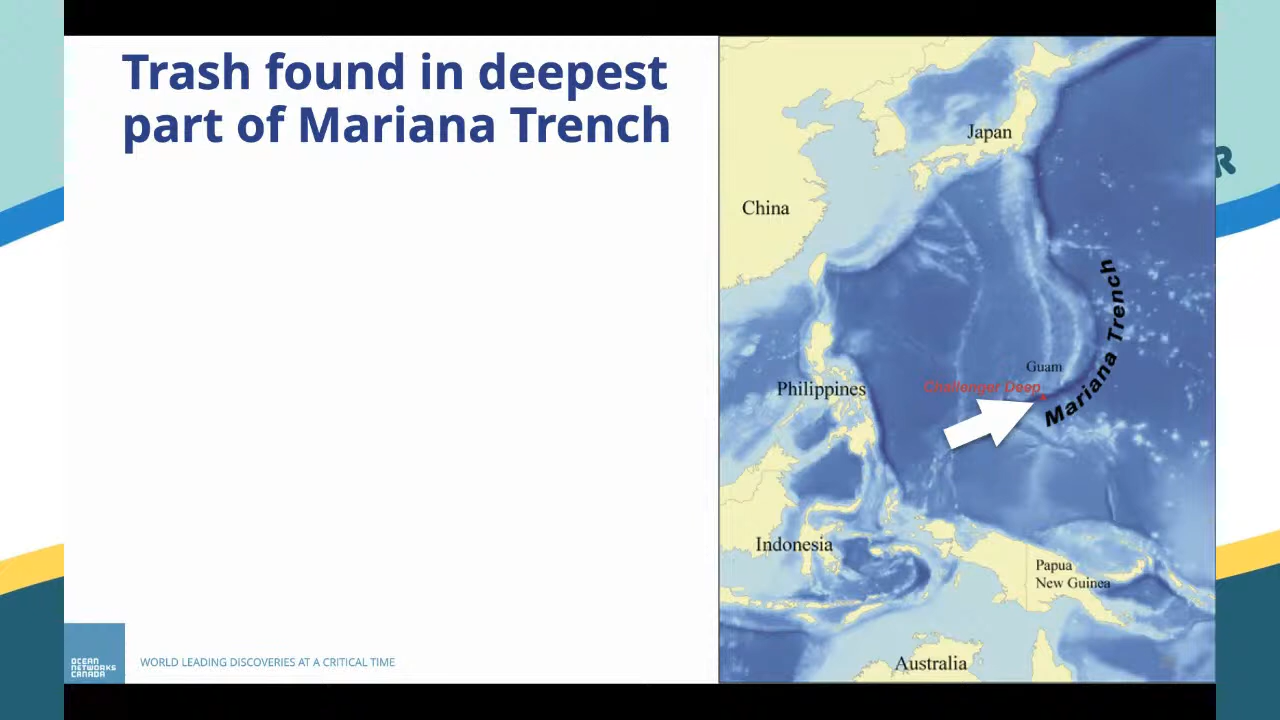 Trash found in deepest
part of Mariana Trench
Japan
China
Mariana Trench
Guam
Challenger Deep
Philippines
Indonesia
Papua
New Guinea
Australia
OCEAN
NETWORKS
CANADA
WORLD LEADING DISCOVERIES AT A CRITICAL TIME
R